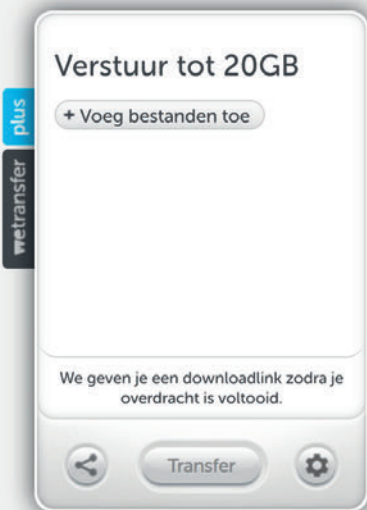 Verstuur tot 20GB
+ Voeg bestanden toe
plus
wetransfer
We geven je een downloadlink zodra je
overdracht is voltooid.
Transfer